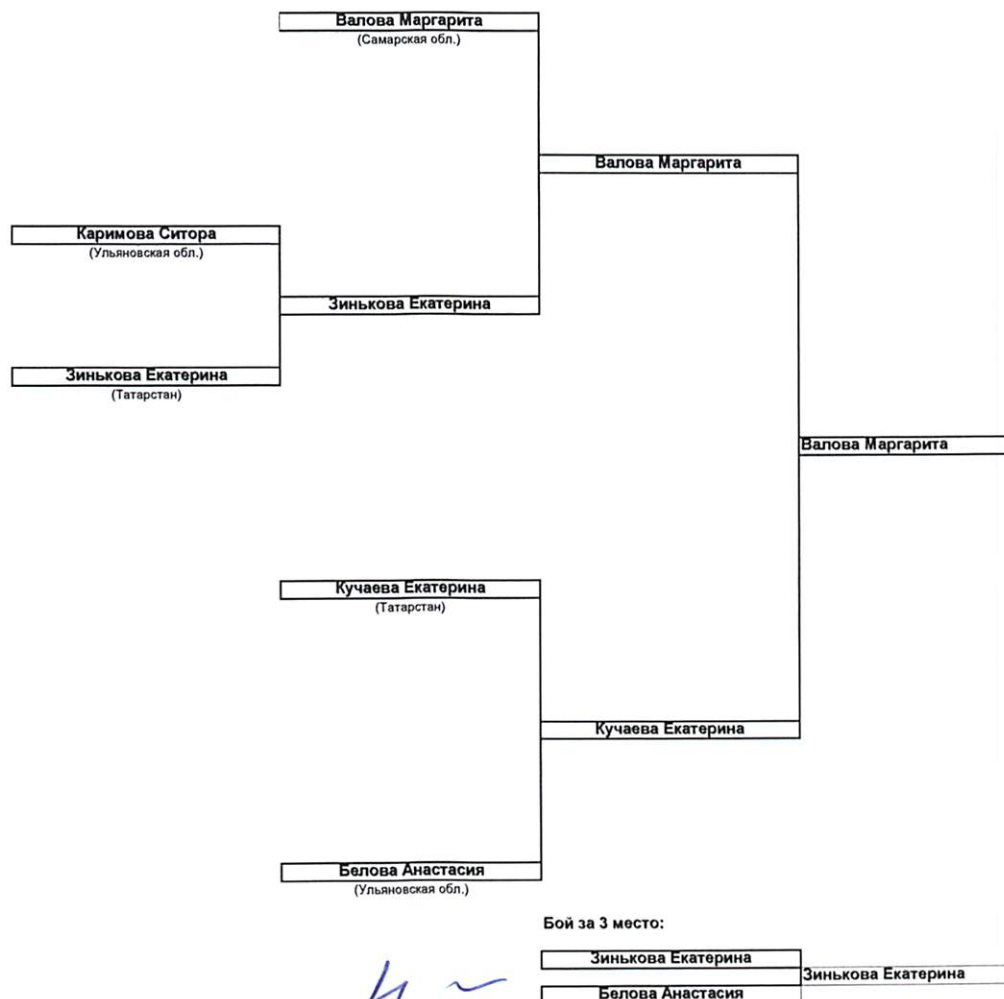 Валова Маргарита
(Самарская обл.)
Валова Маргарита
Каримова Ситора
(Ульяновская обл.)
Зинькова Екатерина
Зинькова Екатерина
(Татарстан)
Валова Маргарита
Кучаева Екатерина
(Татарстан)
Кучаева Екатерина
Белова Анастасия
(Ульяновская обл.)
Бой за 3 место:
Зинькова Екатерина
Зинькова Екатерина
Белова Анастасия